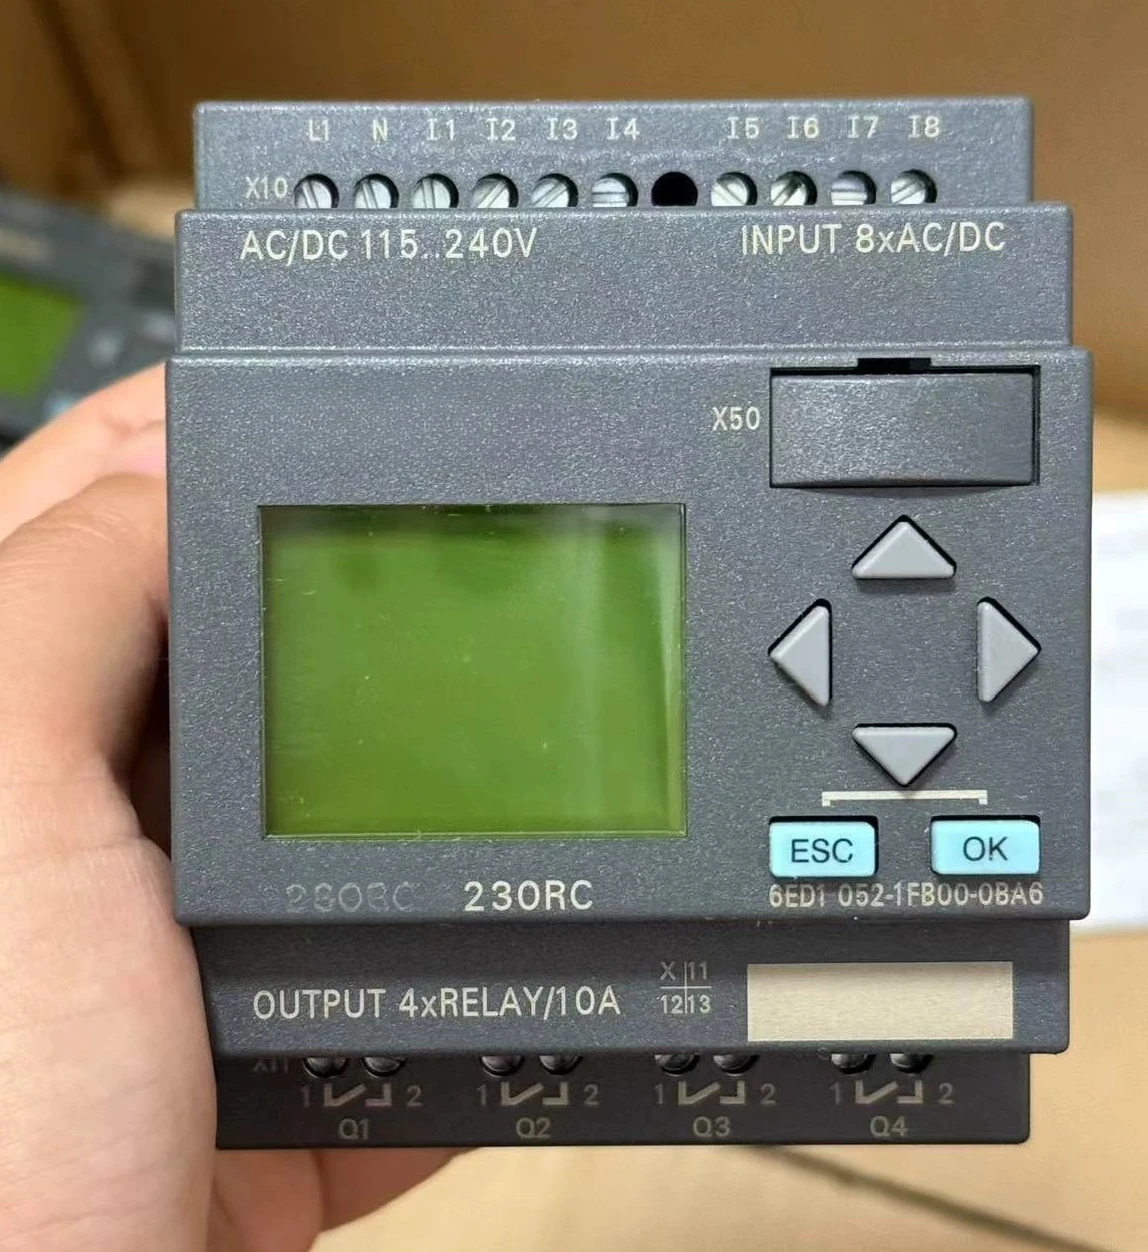 L1 N I1 I2 I3 I4 I5 I6 I7 I8
X10
AC/DC 115..240V INPUT 8xAC/DC
X50
ESC OK
230RC 6ED1 052-1FB00-0BA6
OUTPUT 4xRELAY/10A
X 11
12 13
X11
1 2 1 2 1 2 1 2
Q1 Q2 Q3 Q4